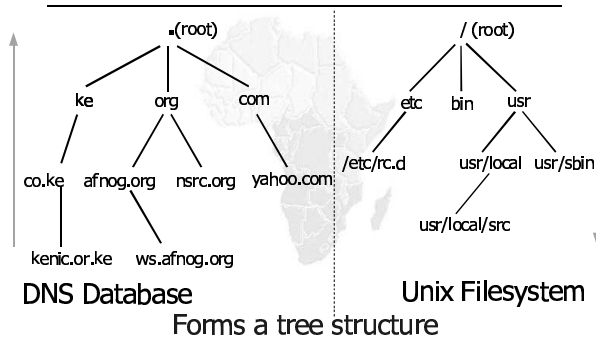 .(root)
ke org com
co.ke afnog.org nsrc.org yahoo.com
kenic.or.ke ws.afnog.org
DNS Database
/ (root)
etc bin usr
/etc/rc.d usr/local usr/sbin
usr/local/src
Unix Filesystem
Forms a tree structure